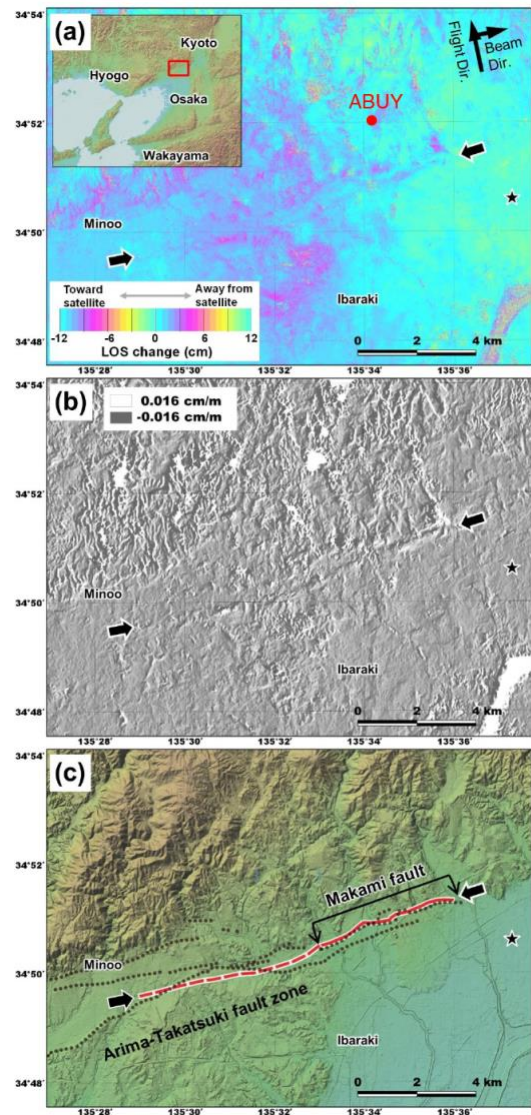 (a)
Kyoto
Hyogo
Osaka
Wakayama
Flight Dir.
Beam Dir.
ABUY
Minoo
Ibaraki
Toward satellite
Away from satellite
-12 -6 0 6 12
LOS change (cm)
0 2 4 km
34°54'
34°52'
34°50'
34°48'
135°28' 135°30' 135°32' 135°34' 135°36'
(b)
0.016 cm/m
-0.016 cm/m
Minoo
Ibaraki
0 2 4 km
34°54'
34°52'
34°50'
34°48'
135°28' 135°30' 135°32' 135°34' 135°36'
(c)
Makami fault
Minoo
Arima-Takatsuki fault zone
Ibaraki
0 2 4 km
34°54'
34°52'
34°50'
34°48'
135°28' 135°30' 135°32' 135°34' 135°36'